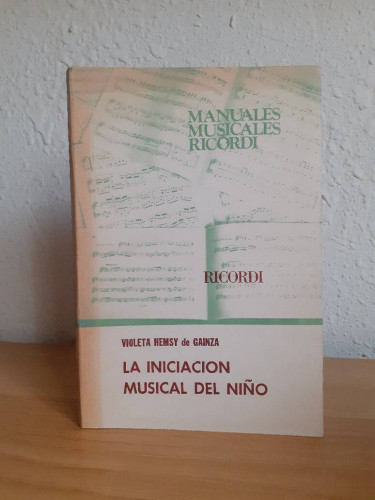 MANUALES
MUSICALES
RICORDI
RICORDI
VIOLETA HEMSY de GAINZA
LA INICIACION
MUSICAL DEL NIÑO